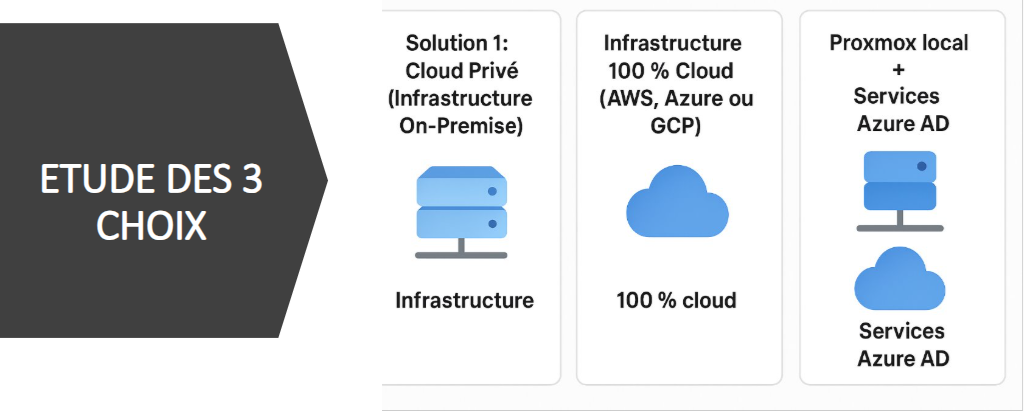 ETUDE DES 3
CHOIX
Solution 1:
Cloud Privé
(Infrastructure
On-Premise)
Infrastructure
Infrastructure
100 % Cloud
(AWS, Azure ou
GCP)
100 % cloud
Proxmox local
+
Services
Azure AD
Services
Azure AD